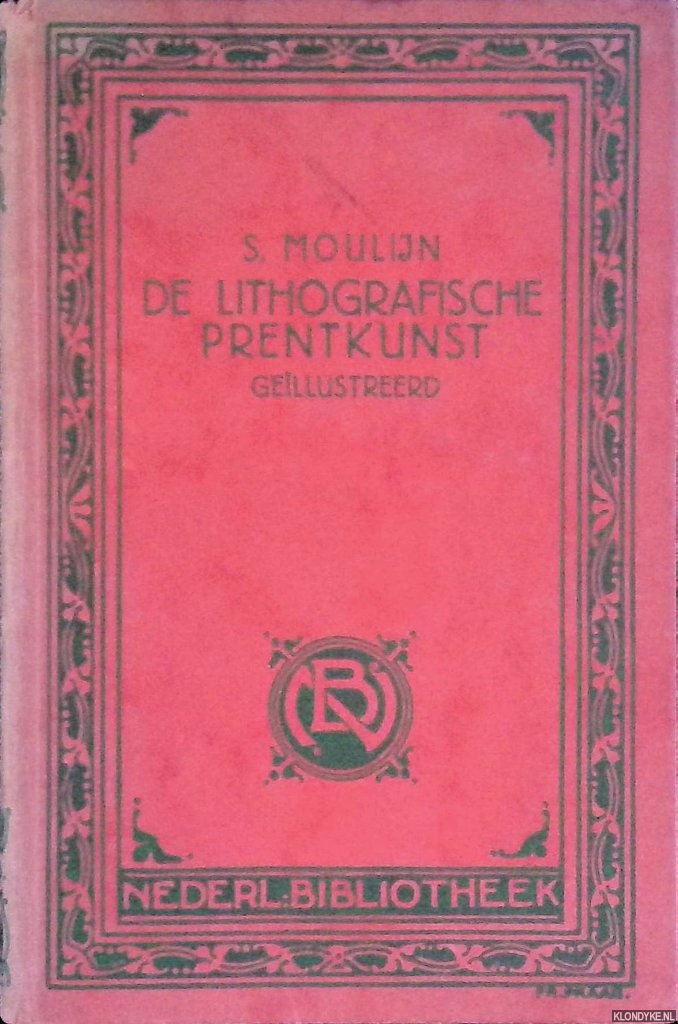 S. MOULIJN
DE LITHOGRAFISCHE
PRENTKUNST
GEÏLLUSTREERD
NB
NEDERL. BIBLIOTHEEK
KLONDYKE.NL